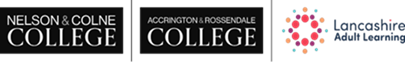 NELSON & COLNE
COLLEGE
ACCRINGTON & ROSSENDALE
COLLEGE
Lancashire
Adult Learning